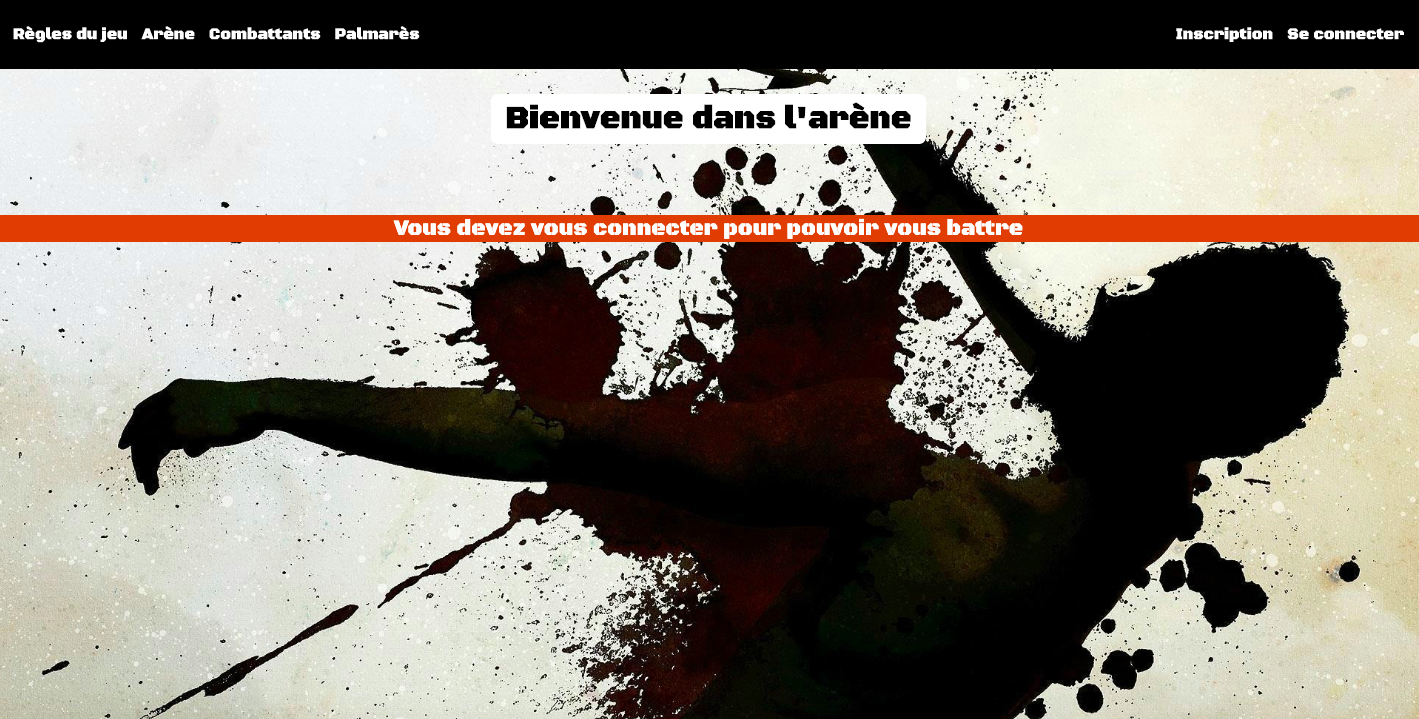 Règles du jeu Arène Combattants Palmarès Inscription Se connecter
Bienvenue dans l'arène
Vous devez vous connecter pour pouvoir vous battre